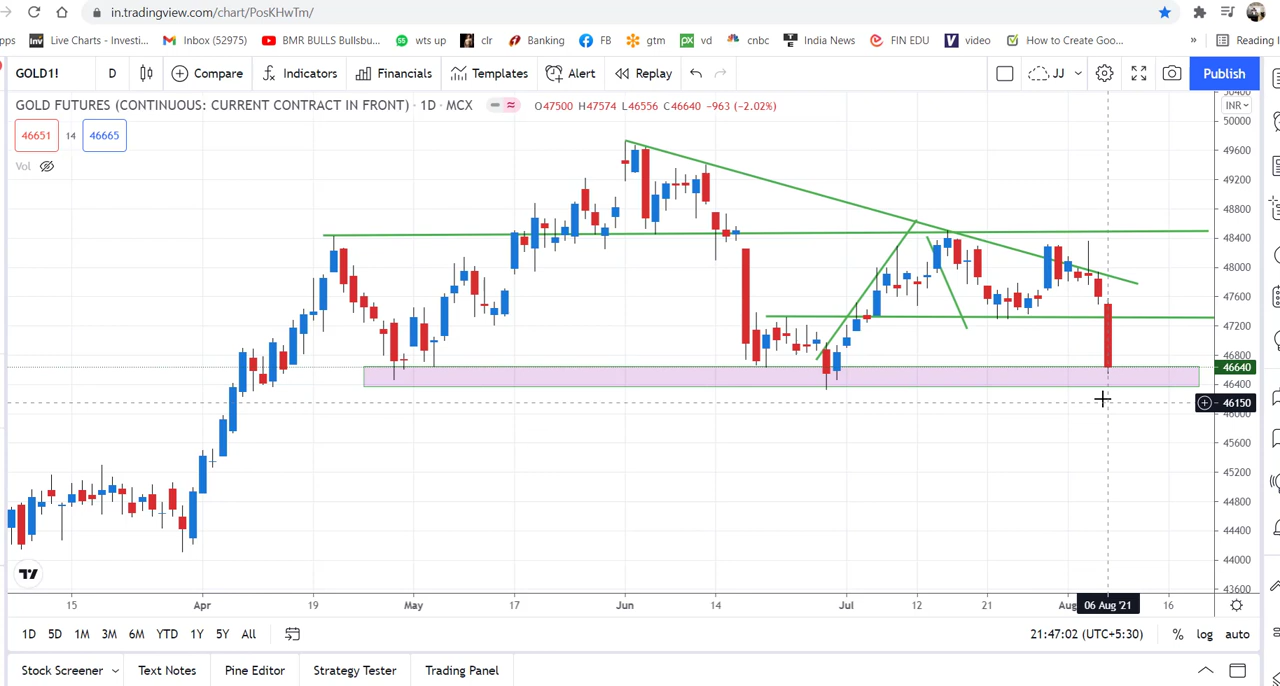 in.tradingview.com/chart/PosKHwTm/
pps Live Charts - Investi... Inbox (52975) BMR BULLS Bullsbu... wts up clr Banking FB gtm vd cnbc India News FIN EDU video How to Create Goo... » Reading l
GOLD1! D Compare Indicators Financials Templates Alert Replay JJ Publish
GOLD FUTURES (CONTINUOUS: CURRENT CONTRACT IN FRONT) · 1D · MCX O47500 H47574 L46556 C46640 −963 (−2.02%)
INR
46651 14 46665
Vol
50400
50000
49600
49200
48800
48400
48000
47600
47200
46800
46640
46400
46150
46000
45600
45200
44800
44400
44000
43600
15 Apr 19 May 17 Jun 14 Jul 12 21 Aug 06 Aug '21 16
1D 5D 1M 3M 6M YTD 1Y 5Y All 21:47:02 (UTC+5:30) % log auto
Stock Screener Text Notes Pine Editor Strategy Tester Trading Panel